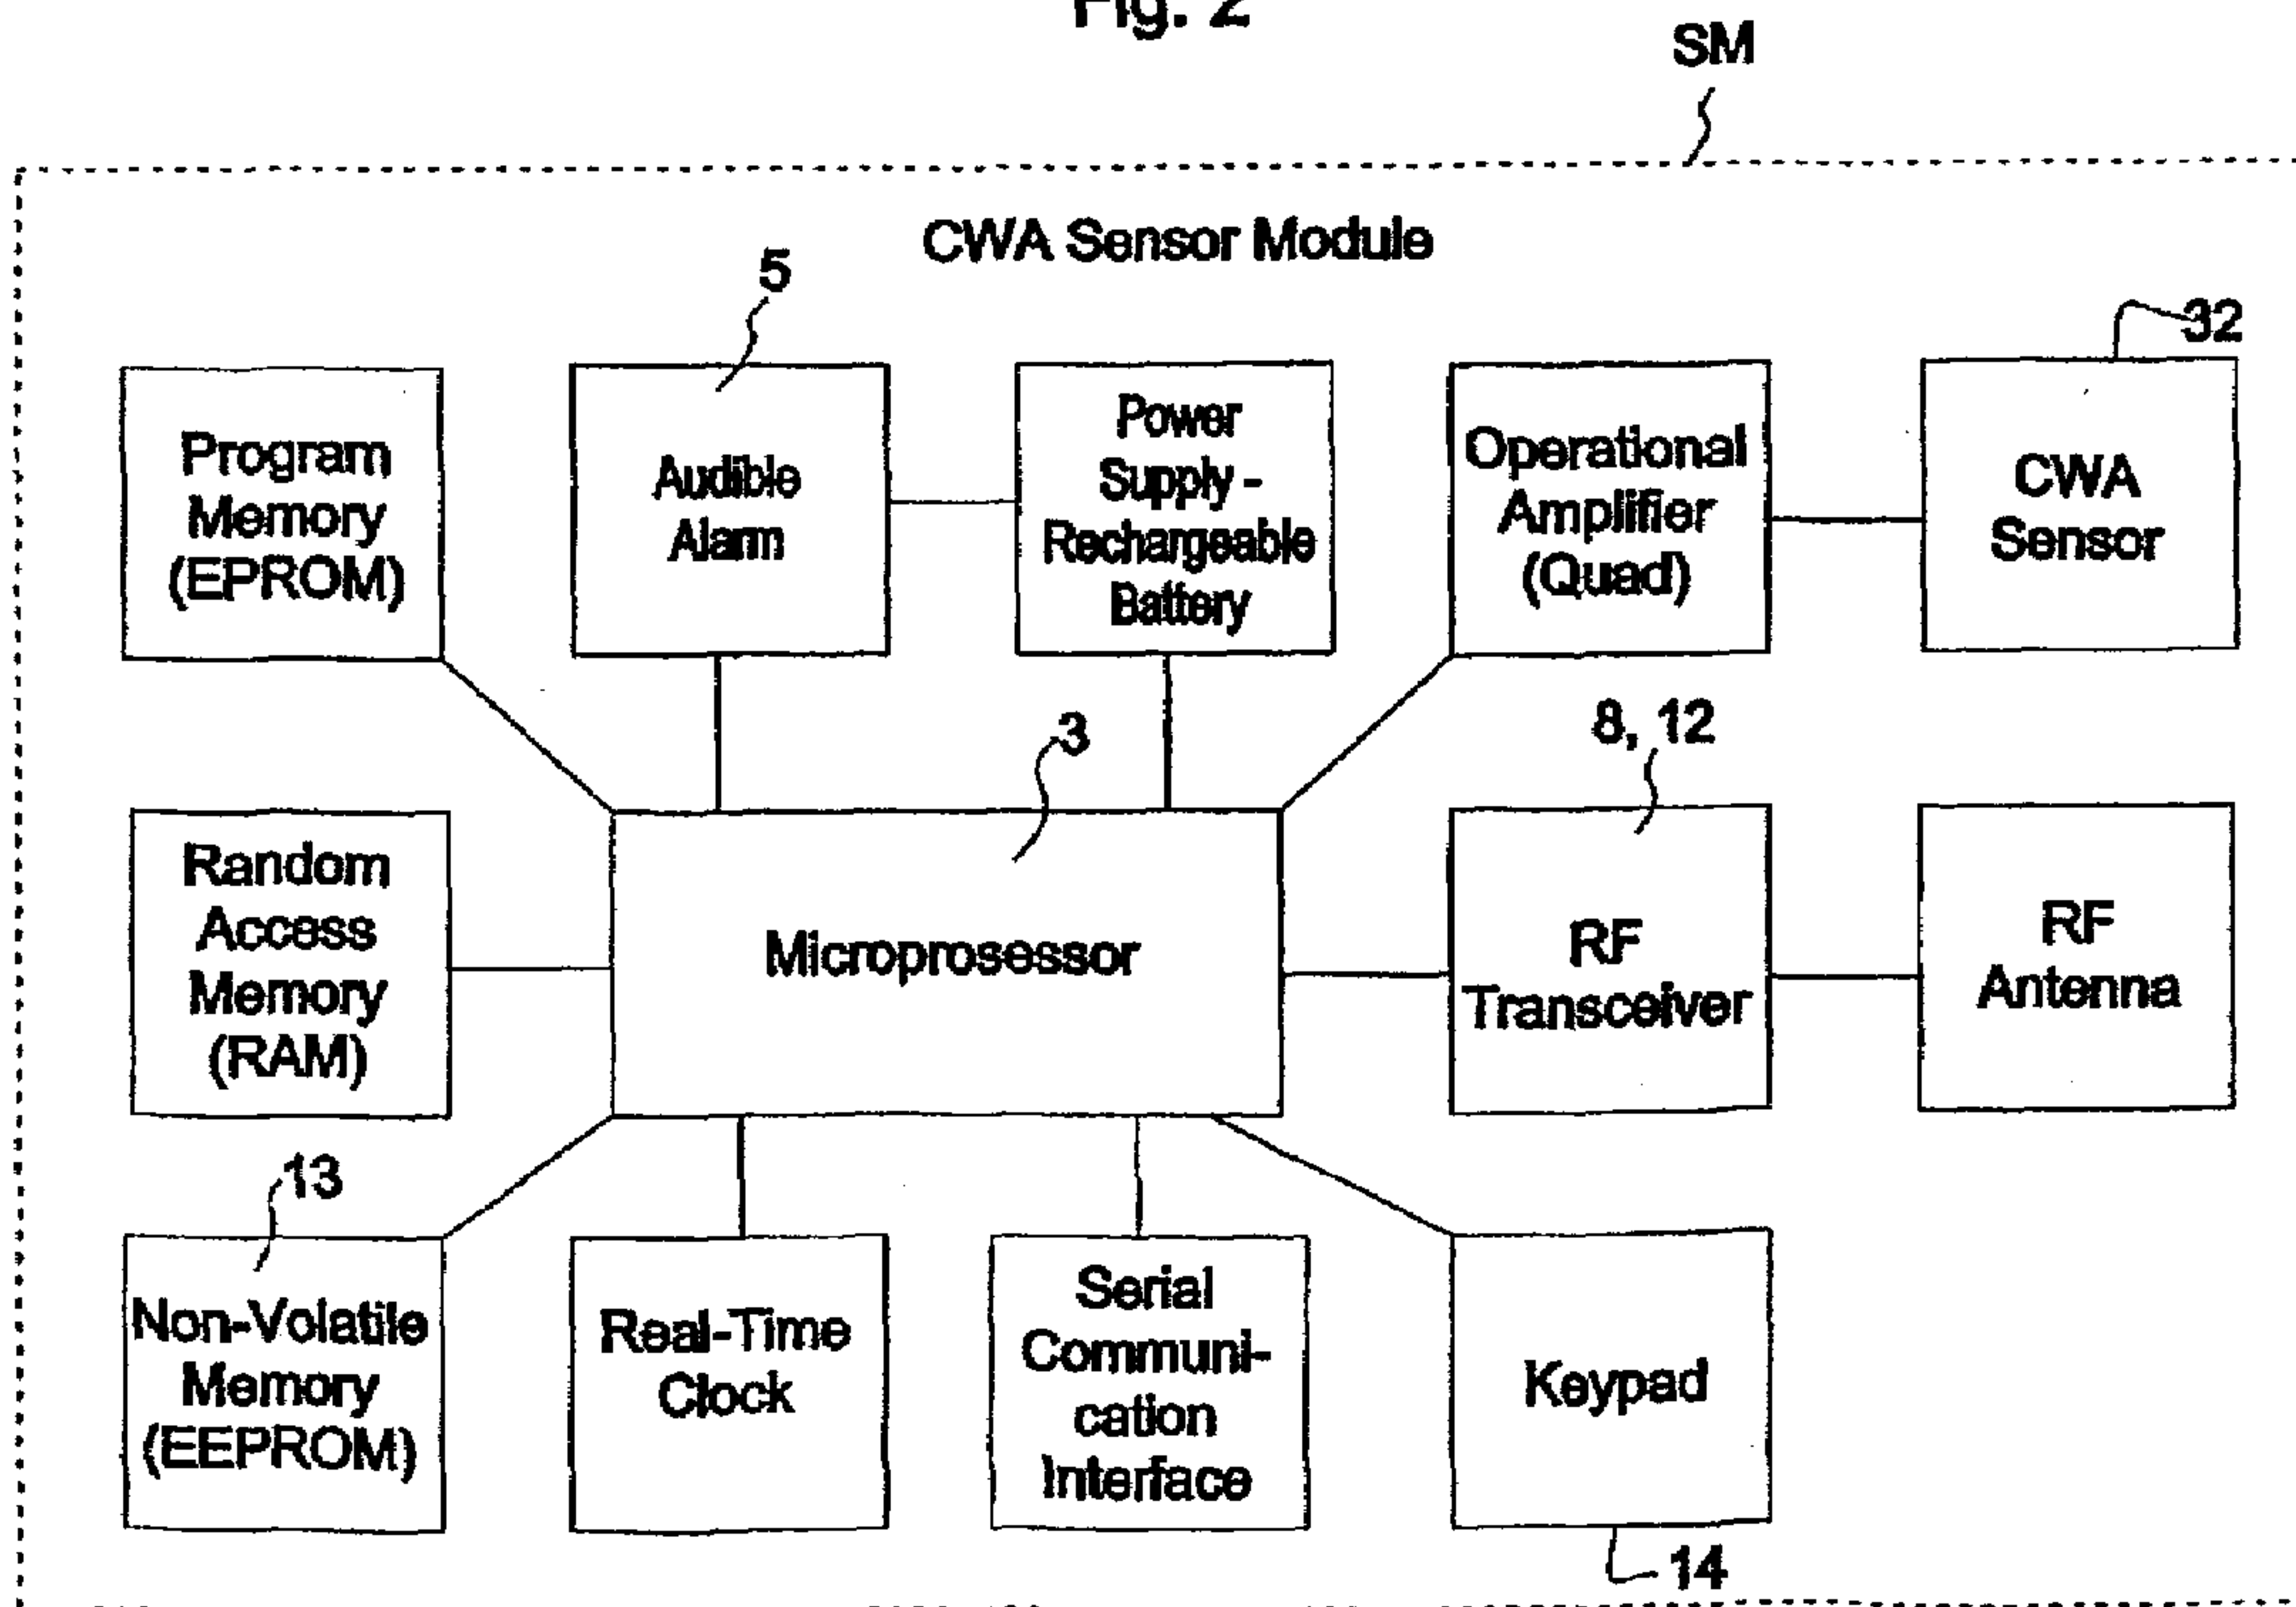 Fig. 2
SM
CWA Sensor Module
5
32
Program
Memory
(EPROM)
Audible
Alarm
Power
Supply -
Rechargeable
Battery
Operational
Amplifier
(Quad)
CWA
Sensor
3
8, 12
Random
Access
Memory
(RAM)
Microprosessor
RF
Transceiver
RF
Antenna
13
Non-Volatile
Memory
(EEPROM)
Real-Time
Clock
Serial
Communi-
cation
Interface
Keypad
14